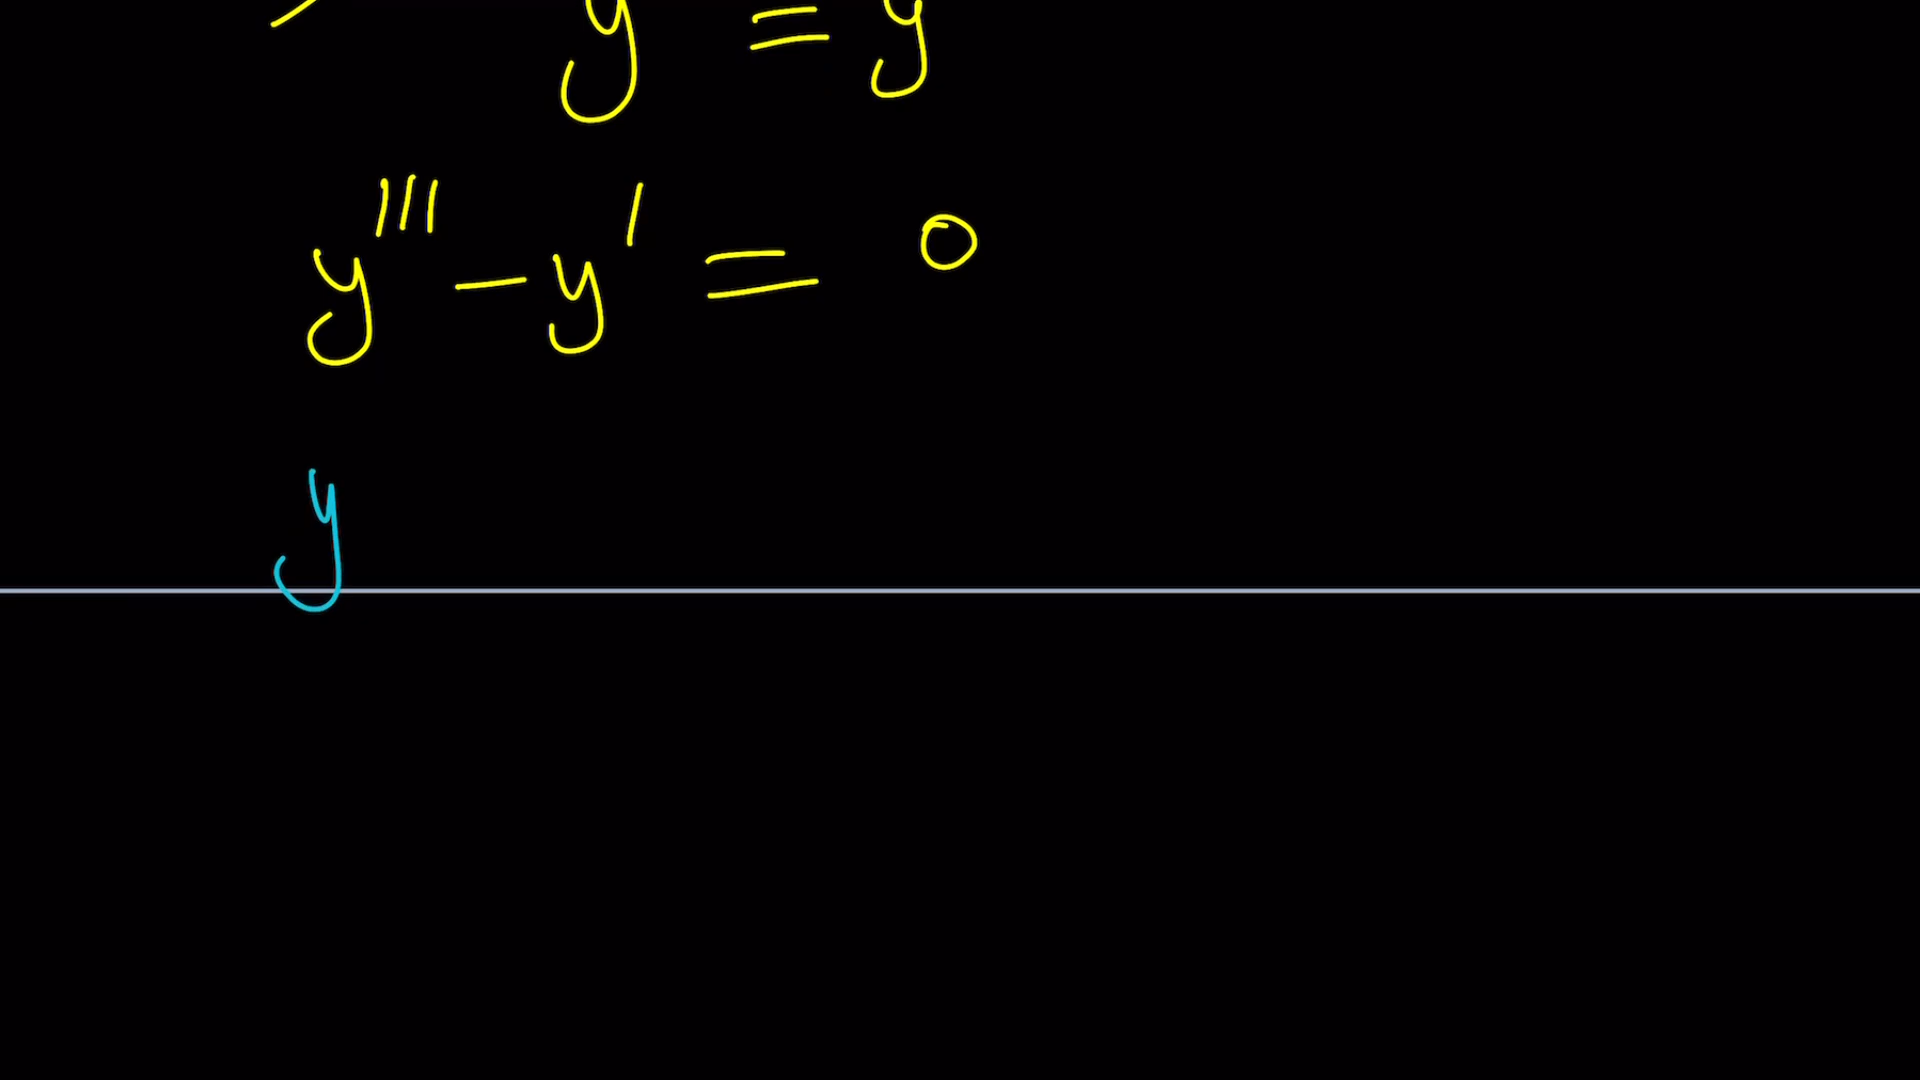 y = y
y''' - y' = 0
y